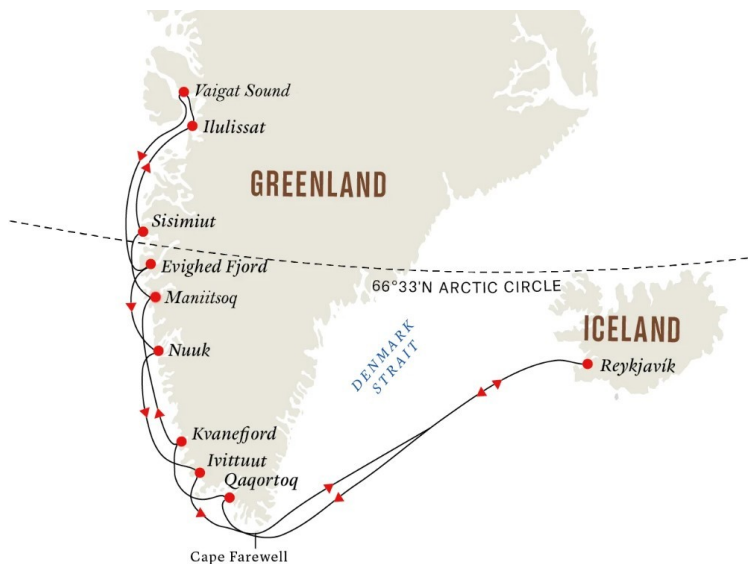 Vaigat Sound
Ilulissat
GREENLAND
Sisimiut
Evighed Fjord
66°33'N ARCTIC CIRCLE
Maniitsoq
ICELAND
DENMARK
STRAIT
Nuuk
Reykjavík
Kvanefjord
Ivittuut
Qaqortoq
Cape Farewell